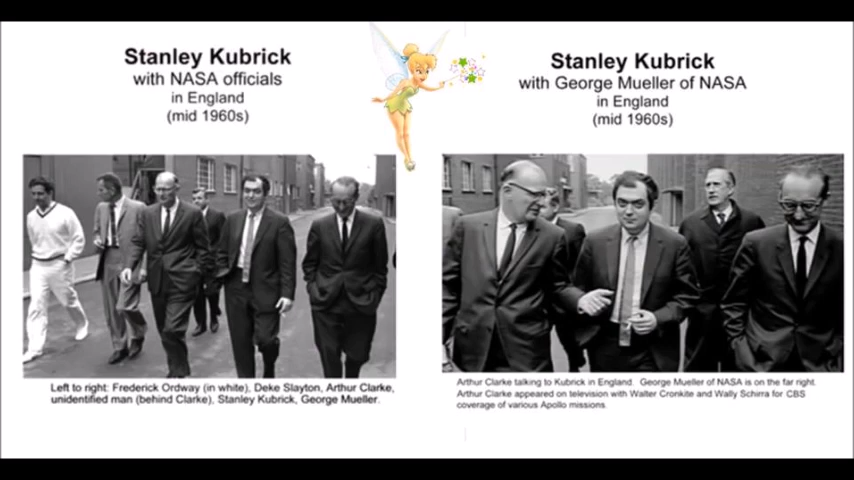 Stanley Kubrick
with NASA officials
in England
(mid 1960s)
Left to right: Frederick Ordway (in white), Deke Slayton, Arthur Clarke,
unidentified man (behind Clarke), Stanley Kubrick, George Mueller.
Stanley Kubrick
with George Mueller of NASA
in England
(mid 1960s)
Arthur Clarke talking to Kubrick in England. George Mueller of NASA is on the far right.
Arthur Clarke appeared on television with Walter Cronkite and Wally Schirra for CBS
coverage of various Apollo missions.